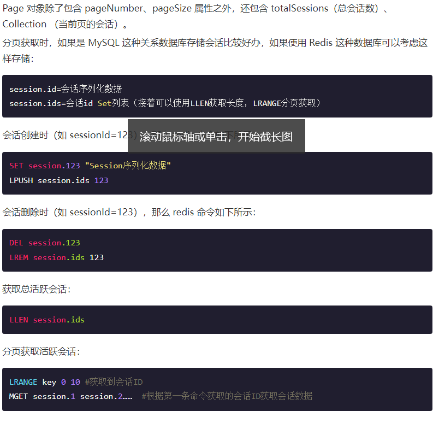 Page 对象除了包含 pageNumber、pageSize 属性之外，还包含 totalSessions（总会话数）、
Collection （当前页的会话）。
分页获取时，如果是 MySQL 这种关系数据库存储会话比较好办，如果使用 Redis 这种数据库可以考虑这
样存储：
session.id=会话序列化数据
session.ids=会话id Set列表（接着可以使用LLEN获取长度，LRANGE分页获取）
会话创建时（如 sessionId=123）
滚动鼠标轴或单击，开始截长图
SET session.123 "Session序列化数据"
LPUSH session.ids 123
会话删除时（如 sessionId=123），那么 redis 命令如下所示：
DEL session.123
LREM session.ids 123
获取总活跃会话：
LLEN session.ids
分页获取活跃会话：
LRANGE key 0 10 #获取到会话ID
MGET session.1 session.2…… #根据第一条命令获取的会话ID获取会话数据